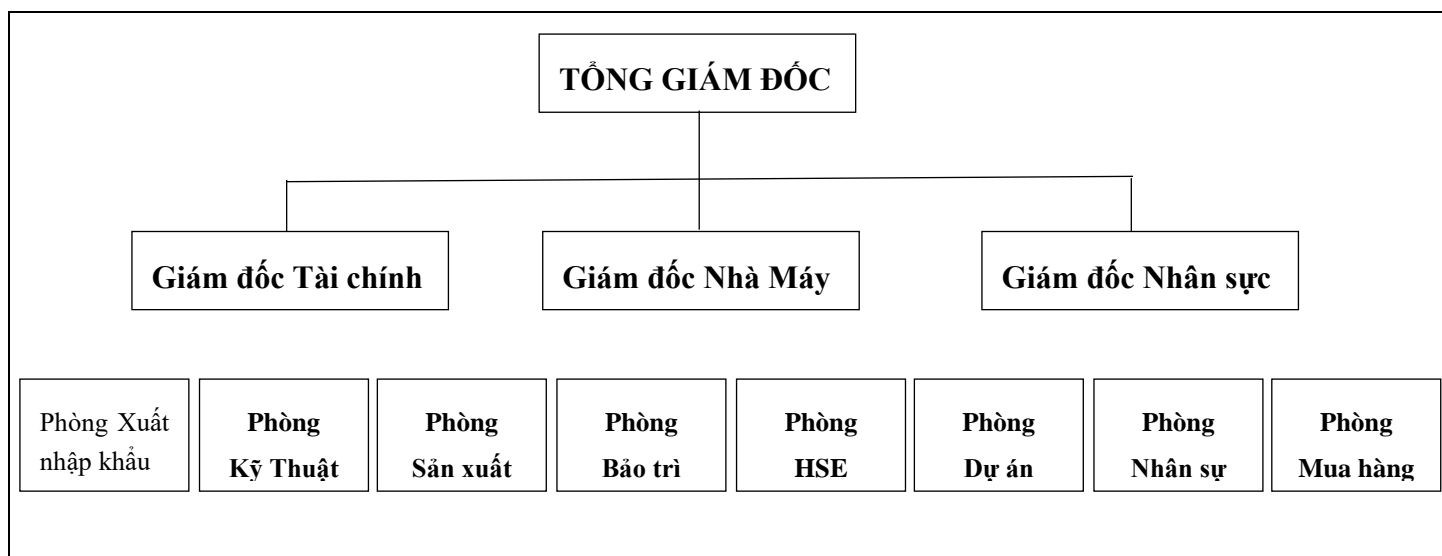 TỔNG GIÁM ĐỐC
Giám đốc Tài chính
Giám đốc Nhà Máy
Giám đốc Nhân sực
Phòng Xuất
nhập khẩu
Phòng
Kỹ Thuật
Phòng
Sản xuất
Phòng
Bảo trì
Phòng
HSE
Phòng
Dự án
Phòng
Nhân sự
Phòng
Mua hàng